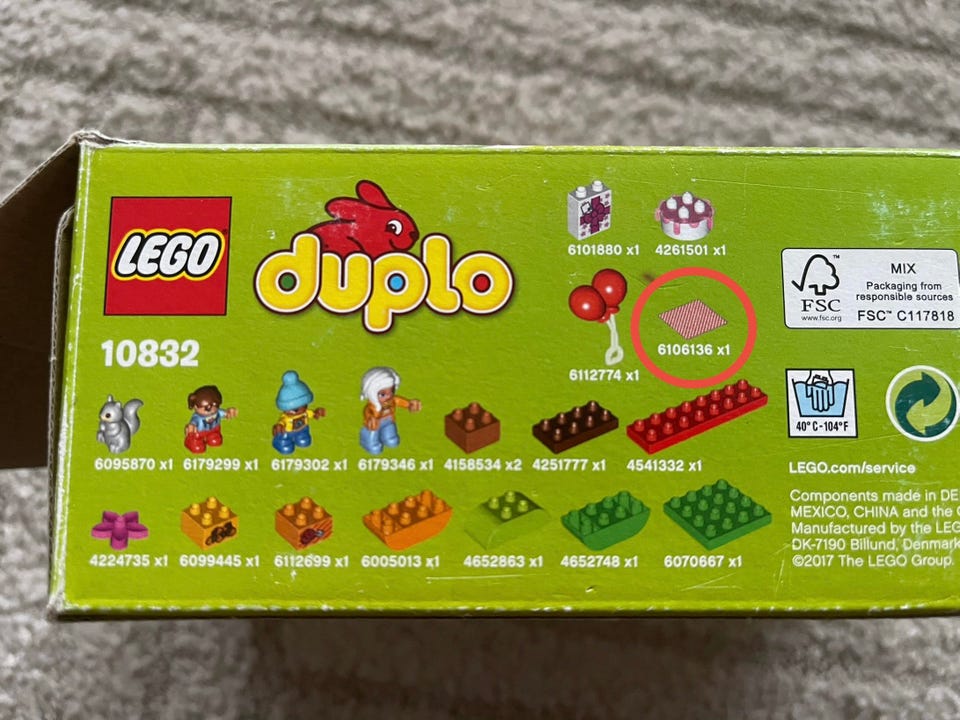 LEGO
duplo
10832
6101880 x1
4261501 x1
6112774 x1
6106136 x1
6095870 x1
6179299 x1
6179302 x1
6179346 x1
4158534 x2
4251777 x1
4541332 x1
4224735 x1
6099445 x1
6112699 x1
6005013 x1
4652863 x1
4652748 x1
6070667 x1
FSC™
www.fsc.org
MIX
Packaging from
responsible sources
FSC™ C117818
40° C-104°F
LEGO.com/service
Components made in
MEXICO, CHINA and the
Manufactured by the
DK-7190 Billund, Denmark
©2017 The LEGO Group.